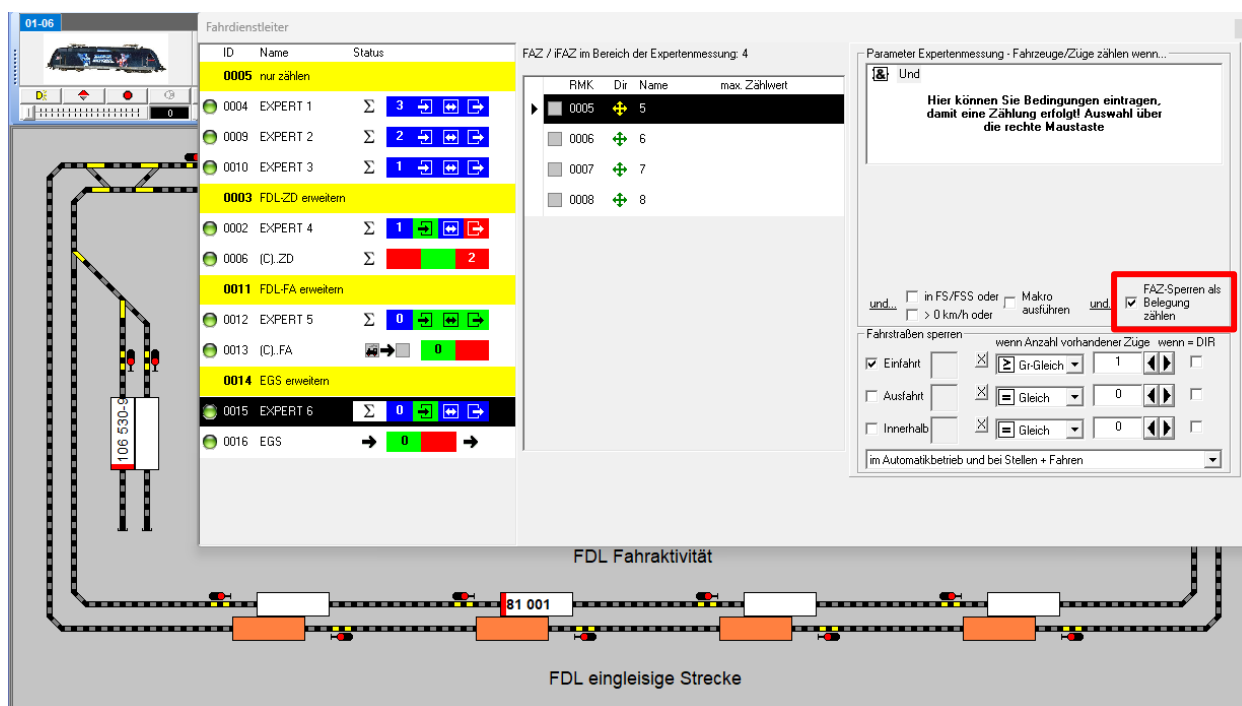 01-06
0
Fahrdienstleiter
ID Name Status
0005 nur zählen
0004 EXPERT 1 Σ 3
0009 EXPERT 2 Σ 2
0010 EXPERT 3 Σ 1
0003 FDL-ZD erweitern
0002 EXPERT 4 Σ 1
0006 (C)..ZD Σ 2
0011 FDL-FA erweitern
0012 EXPERT 5 Σ 0
0013 (C)..FA 0
0014 EGS erweitern
0015 EXPERT 6 Σ 0
0016 EGS 0
FAZ / iFAZ im Bereich der Expertenmessung: 4
RMK Dir Name max. Zählwert
0005 5
0006 6
0007 7
0008 8
Parameter Expertenmessung - Fahrzeuge/Züge zählen wenn...
& Und
Hier können Sie Bedingungen eintragen,
damit eine Zählung erfolgt! Auswahl über
die rechte Maustaste
und... in FS/FSS oder
> 0 km/h oder
Makro
ausführen
und...
FAZ-Sperren als
Belegung
zählen
Fahrstraßen sperren
wenn Anzahl vorhandener Züge wenn = DIR
Einfahrt ≥ Gr-Gleich 1
Ausfahrt = Gleich 0
Innerhalb = Gleich 0
im Automatikbetrieb und bei Stellen + Fahren
106 530-9
FDL Fahraktivität
81 001
FDL eingleisige Strecke